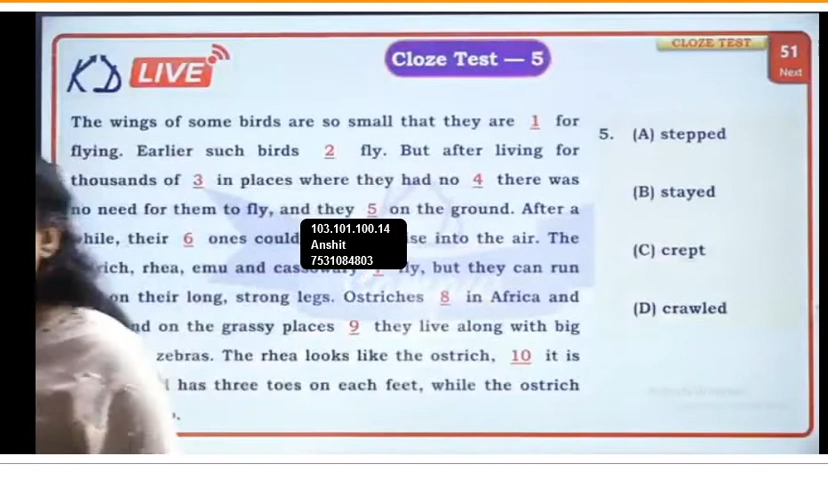 CLOZE TEST
51
Next
KD LIVE
Cloze Test — 5
The wings of some birds are so small that they are 1 for
flying. Earlier such birds 2 fly. But after living for
thousands of 3 in places where they had no 4 there was
no need for them to fly, and they 5 on the ground. After a
their 6 ones could into the air. The
rhea, emu and fly, but they can run
on their long, strong legs. Ostriches 8 in Africa and
on the grassy places 9 they live along with big
zebras. The rhea looks like the ostrich, 10 it is
has three toes on each feet, while the ostrich
103.101.100.14
Anshit
7531084803
5. (A) stepped
(B) stayed
(C) crept
(D) crawled